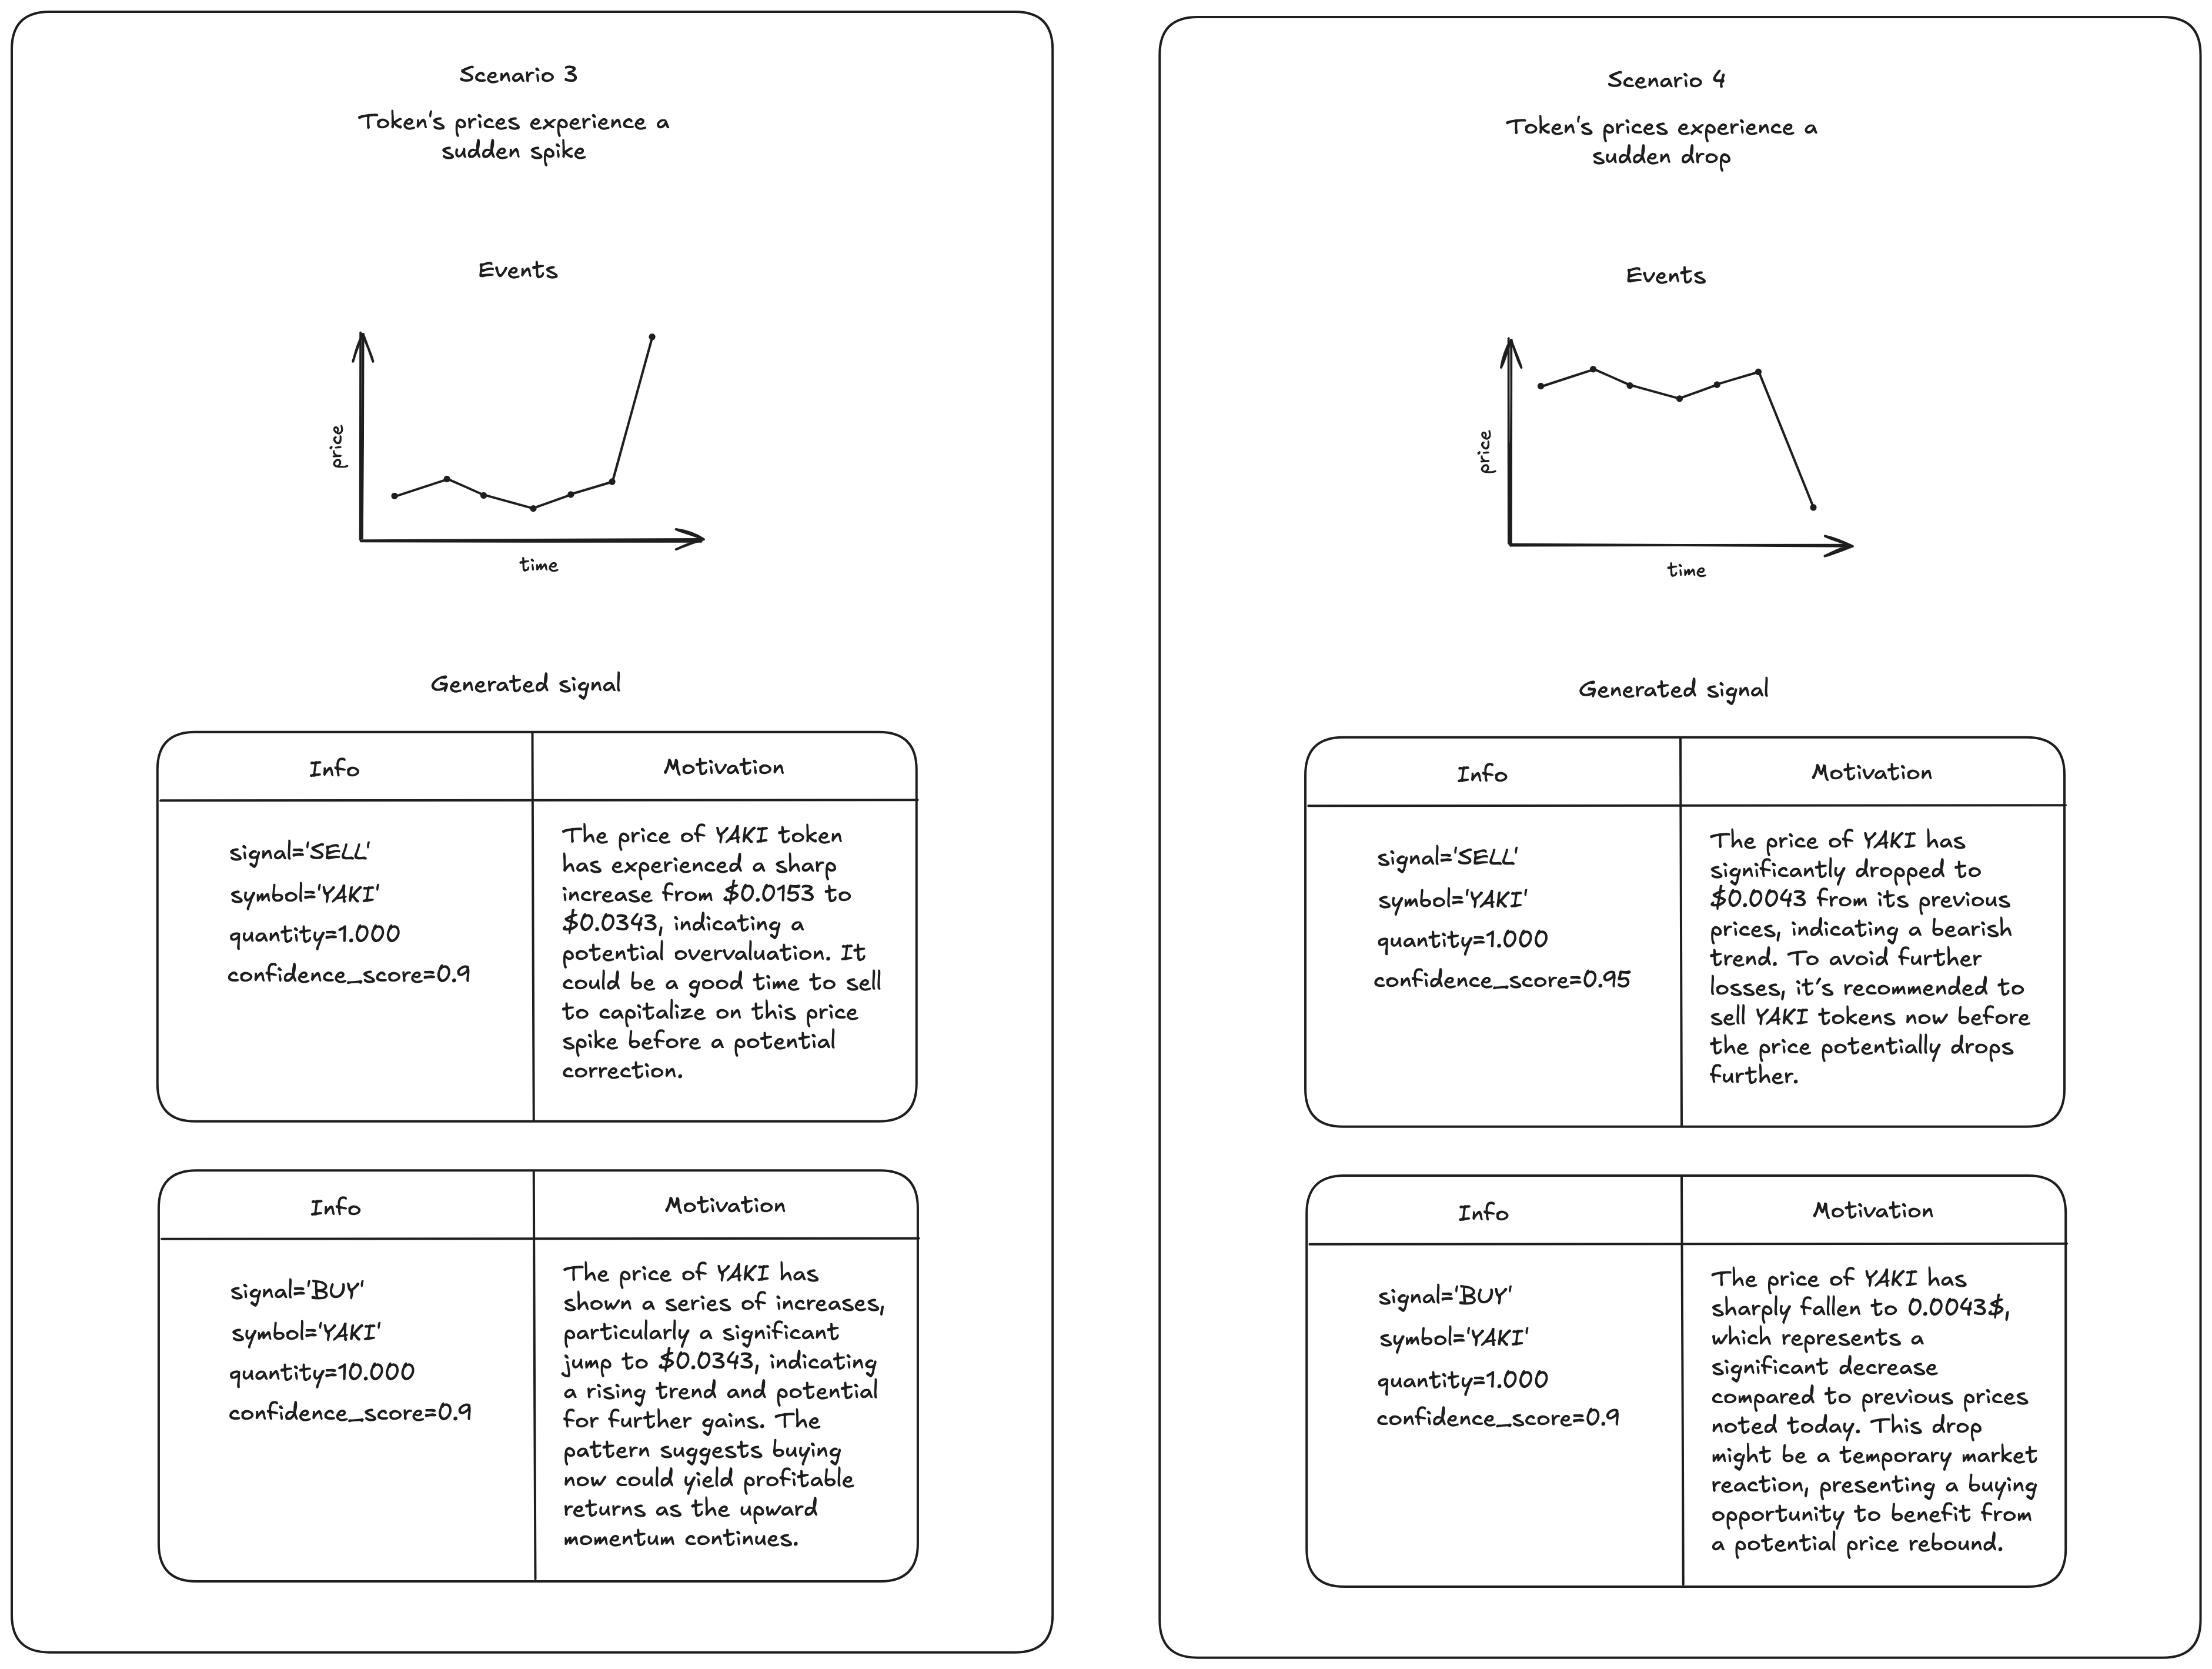 Scenario 3
Token's prices experience a
sudden spike
Events
price
time
Generated signal
Info
Motivation
signal='SELL'
symbol='YAKI'
quantity=1.000
confidence_score=0.9
The price of YAKI token
has experienced a sharp
increase from $0.0153 to
$0.0343, indicating a
potential overvaluation. It
could be a good time to sell
to capitalize on this price
spike before a potential
correction.
Info
Motivation
signal='BUY'
symbol='YAKI'
quantity=10.000
confidence_score=0.9
The price of YAKI has
shown a series of increases,
particularly a significant
jump to $0.0343, indicating
a rising trend and potential
for further gains. The
pattern suggests buying
now could yield profitable
returns as the upward
momentum continues.
Scenario 4
Token's prices experience a
sudden drop
Events
price
time
Generated signal
Info
Motivation
signal='SELL'
symbol='YAKI'
quantity=1.000
confidence_score=0.95
The price of YAKI has
significantly dropped to
$0.0043 from its previous
prices, indicating a bearish
trend. To avoid further
losses, it's recommended to
sell YAKI tokens now before
the price potentially drops
further.
Info
Motivation
signal='BUY'
symbol='YAKI'
quantity=1.000
confidence_score=0.9
The price of YAKI has
sharply fallen to 0.0043$,
which represents a
significant decrease
compared to previous prices
noted today. This drop
might be a temporary market
reaction, presenting a buying
opportunity to benefit from
a potential price rebound.